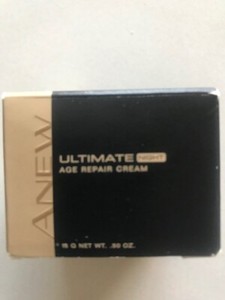 ANEW
ULTIMATE NIGHT
AGE REPAIR CREAM
15 G NET WT. .50 OZ.